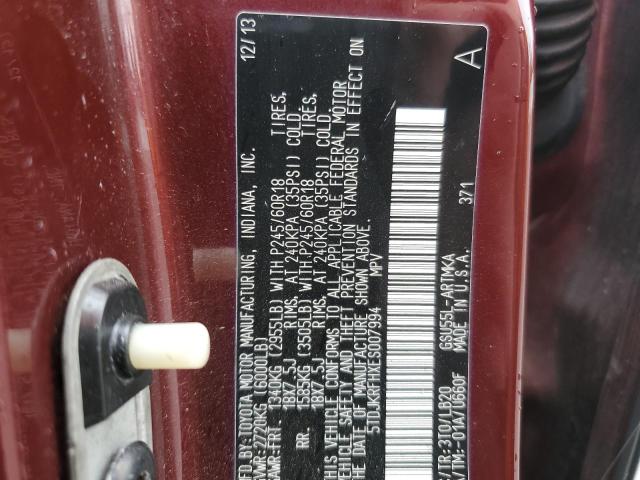 MFD.BY:TOYOTA MOTOR MANUFACTURING, INDIANA, INC. 12/13
GVWR:2720KG(6000LB)
GAWR:FRT 1340KG (2955LB) WITH P245/60R18 TIRES,
18X7.5J RIMS, AT 240KPA (35PSI) COLD.
RR 1585KG (3505LB) WITH P245/60R18 TIRES,
18X7.5J RIMS, AT 240KPA (35PSI) COLD.
THIS VEHICLE CONFORMS TO ALL APPLICABLE FEDERAL MOTOR
VEHICLE SAFETY AND THEFT PREVENTION STANDARDS IN EFFECT ON
THE DATE OF MANUFACTURE SHOWN ABOVE.
5TDJKRFHXES007994 MPV
C/TR:3T0/LB20 GSU55L-ARTMKA 371
A/TM:-01A/U660F MADE IN U.S.A.
A